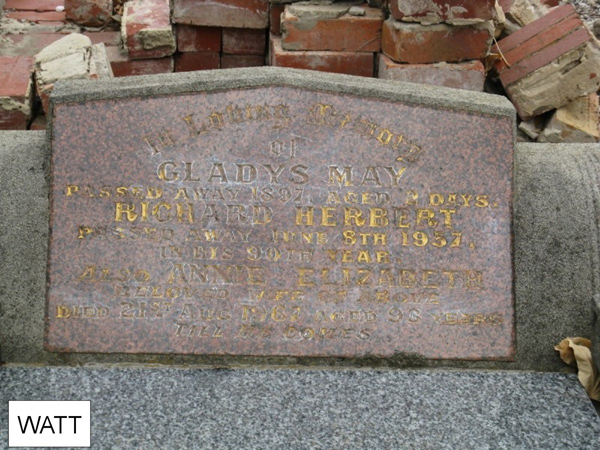 In Loving Memory
of
GLADYS MAY
PASSED AWAY 1897, AGED DAYS.
RICHARD HERBERT
PASSED AWAY JUNE 8TH 1957,
IN HIS 90TH YEAR
ALSO ANNIE ELIZABETH
BELOVED WIFE OF ABOVE
DIED 21ST AUG. AGED 93 YEARS
TILL HE COMES
WATT